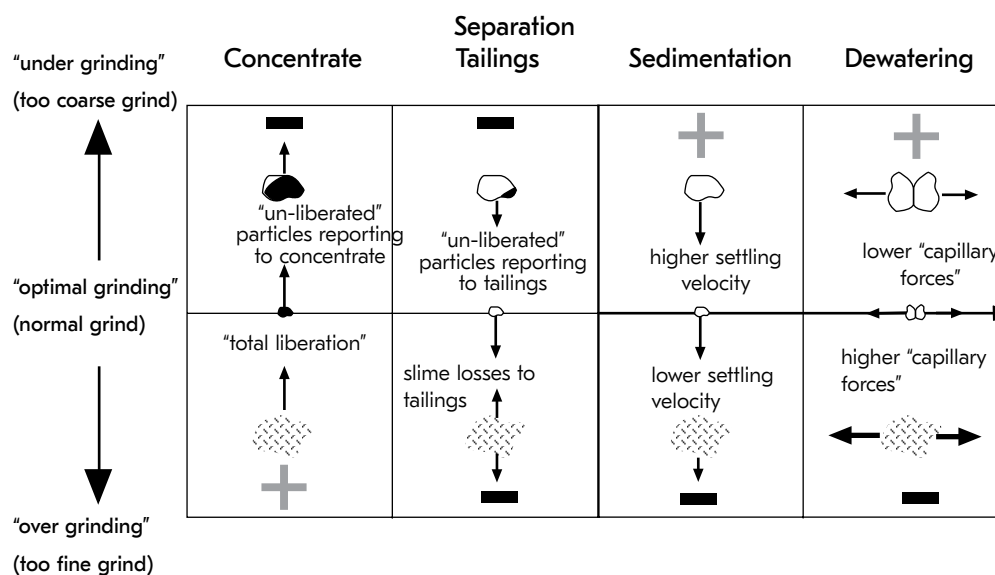 Separation
Concentrate
Tailings
Sedimentation
Dewatering
“under grinding”
(too coarse grind)
“un-liberated”
particles reporting
to concentrate
“un-liberated”
particles reporting
to tailings
higher settling
velocity
lower “capillary
forces”
“optimal grinding”
(normal grind)
“total liberation”
slime losses to
tailings
lower settling
velocity
higher “capillary
forces”
“over grinding”
(too fine grind)